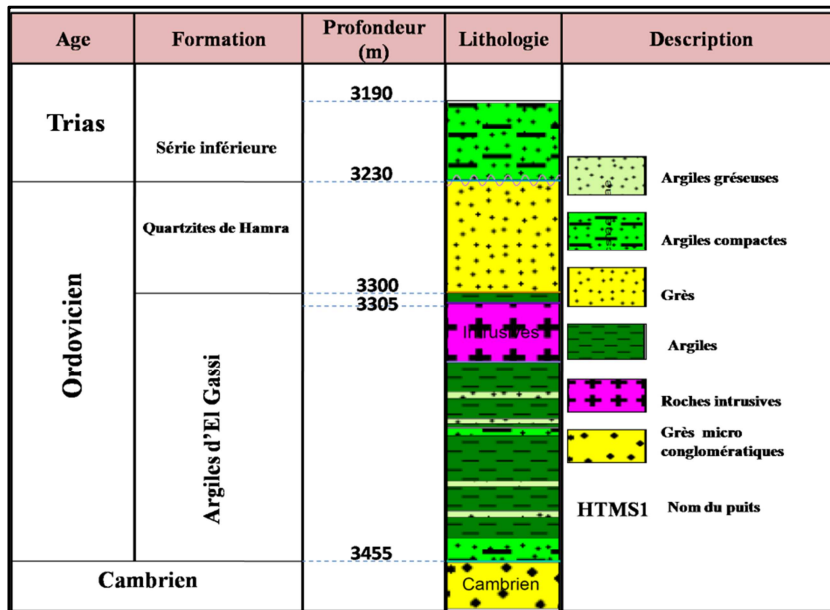 Age
Formation
Profondeur
(m)
Lithologie
Description
Trias
Série inférieure
3190
3230
Ordovicien
Quartzites de Hamra
3300
3305
Argiles d'El Gassi
Intrusives
3455
Cambrien
Cambrien
Argiles gréseuses
Argiles compactes
Grès
Argiles
Roches intrusives
Grès micro
conglomératiques
HTMS1
Nom du puits